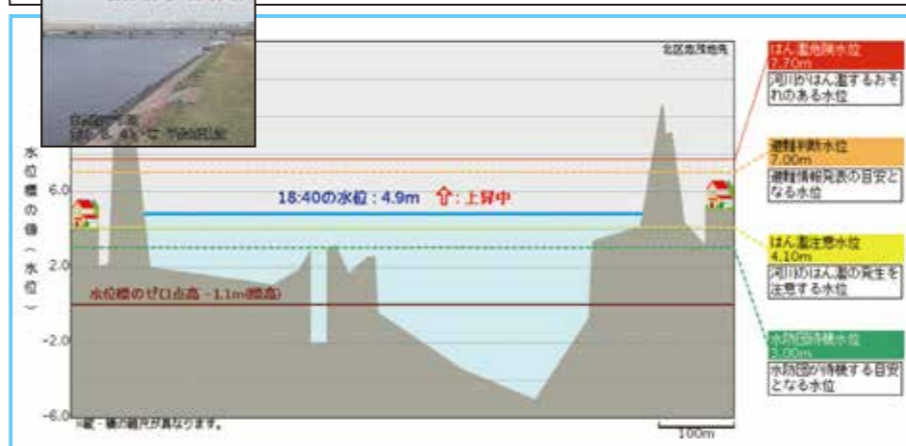 北区志茂地先
はん濫危険水位
7.70m
河川がはん濫するおそ
れのある水位
避難判断水位
7.00m
避難情報発表の目安と
なる水位
はん濫注意水位
4.10m
河川のはん濫の発生を
注意する水位
水防団待機水位
3.00m
水防団が待機する目安
となる水位
水位標の値(水位)
6.0
2.0
-2.0
-6.0
18:40の水位:4.9m ⇧:上昇中
水位標のゼロ点高 -1.1m(標高)
※縦・横の縮尺が異なります。
100m